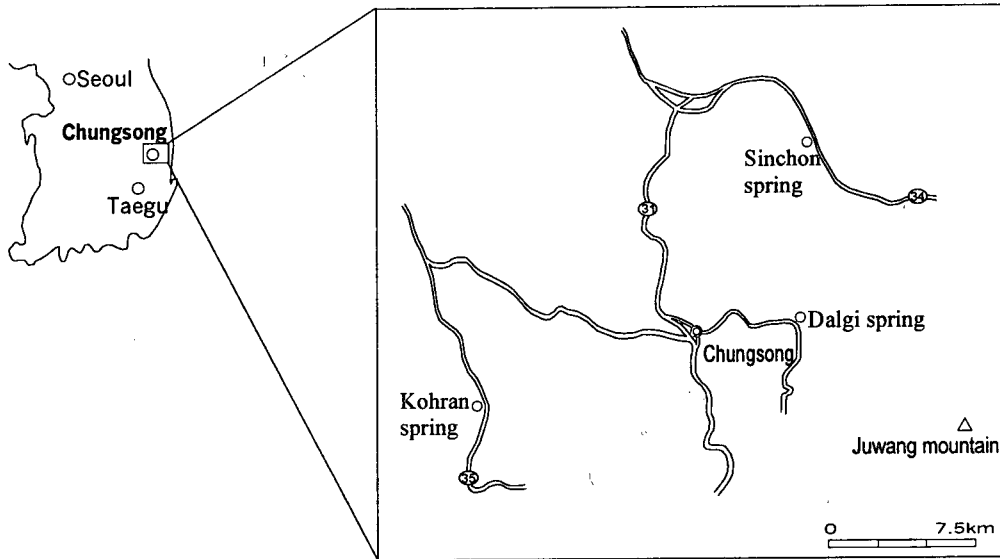 Seoul
Chungsong
Taegu
Sinchon
spring
34
31
Dalgi spring
Chungsong
Kohran
spring
Juwang mountain
35
0 7.5km